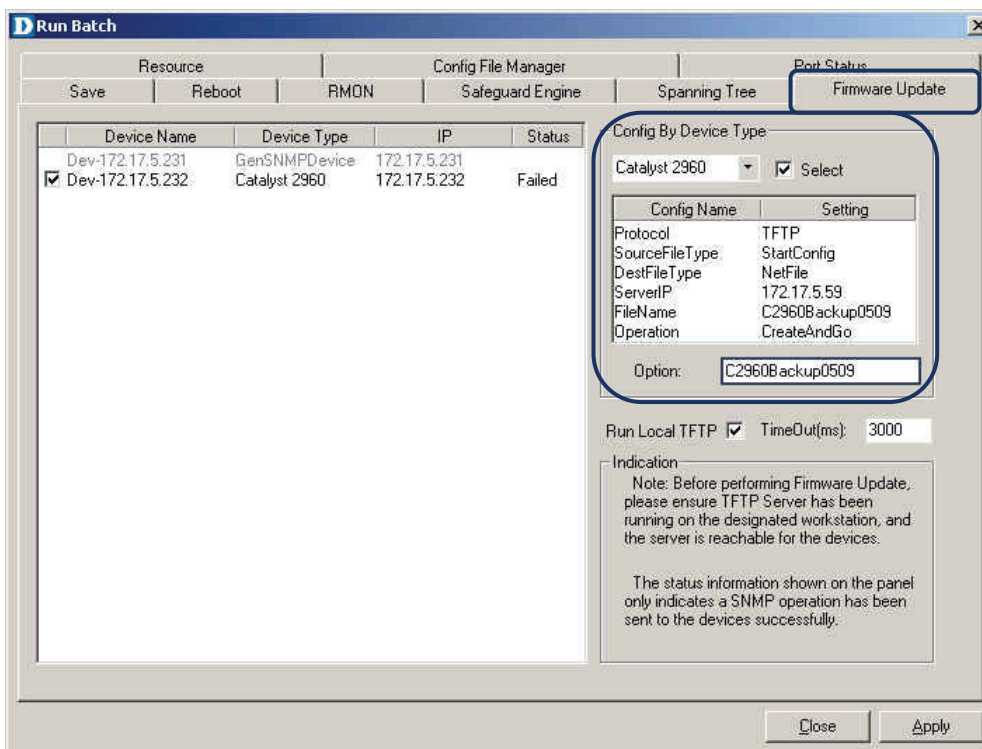 D Run Batch
Resource Config File Manager Port Status
Save Reboot RMON Safeguard Engine Spanning Tree Firmware Update
Device Name Device Type IP Status
Dev-172.17.5.231 GenSNMPDevice 172.17.5.231
Dev-172.17.5.232 Catalyst 2960 172.17.5.232 Failed
Config By Device Type
Catalyst 2960 Select
Config Name Setting
Protocol TFTP
SourceFileType StartConfig
DestFileType NetFile
ServerIP 172.17.5.59
FileName C2960Backup0509
Operation CreateAndGo
Option: C2960Backup0509
Run Local TFTP TimeOut(ms): 3000
Indication
Note: Before performing Firmware Update,
please ensure TFTP Server has been
running on the designated workstation, and
the server is reachable for the devices.
The status information shown on the panel
only indicates a SNMP operation has been
sent to the devices successfully.
Close Apply